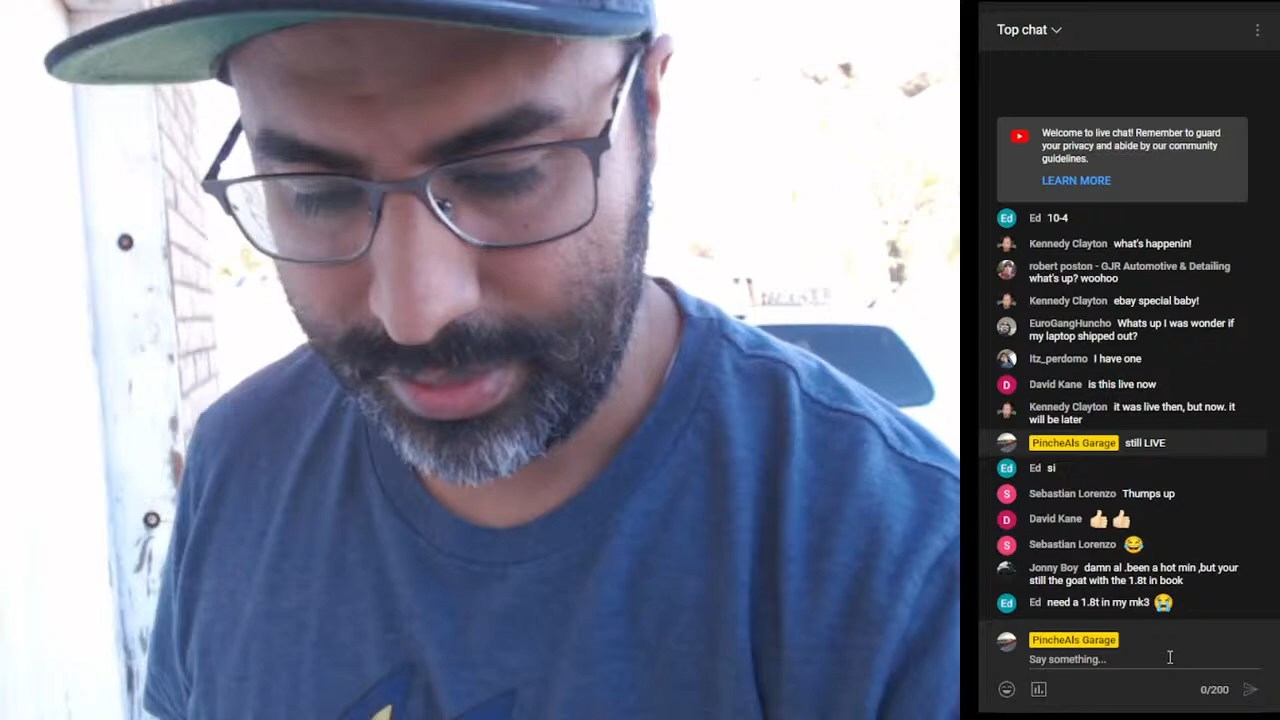 Top chat
Welcome to live chat! Remember to guard
your privacy and abide by our community
guidelines.
LEARN MORE
Ed Ed 10-4
Kennedy Clayton what's happenin!
robert poston - GJR Automotive & Detailing
what's up? woohoo
Kennedy Clayton ebay special baby!
EuroGangHuncho Whats up I was wonder if
my laptop shipped out?
Itz_perdomo I have one
D David Kane is this live now
Kennedy Clayton it was live then, but now. it
will be later
PincheAls Garage still LIVE
Ed Ed si
S Sebastian Lorenzo Thumps up
D David Kane 👍🏻👍🏻
S Sebastian Lorenzo 😂
Jonny Boy damn al .been a hot min ,but your
still the goat with the 1.8t in book
Ed Ed need a 1.8t in my mk3 😭
PincheAls Garage
Say something...
0/200